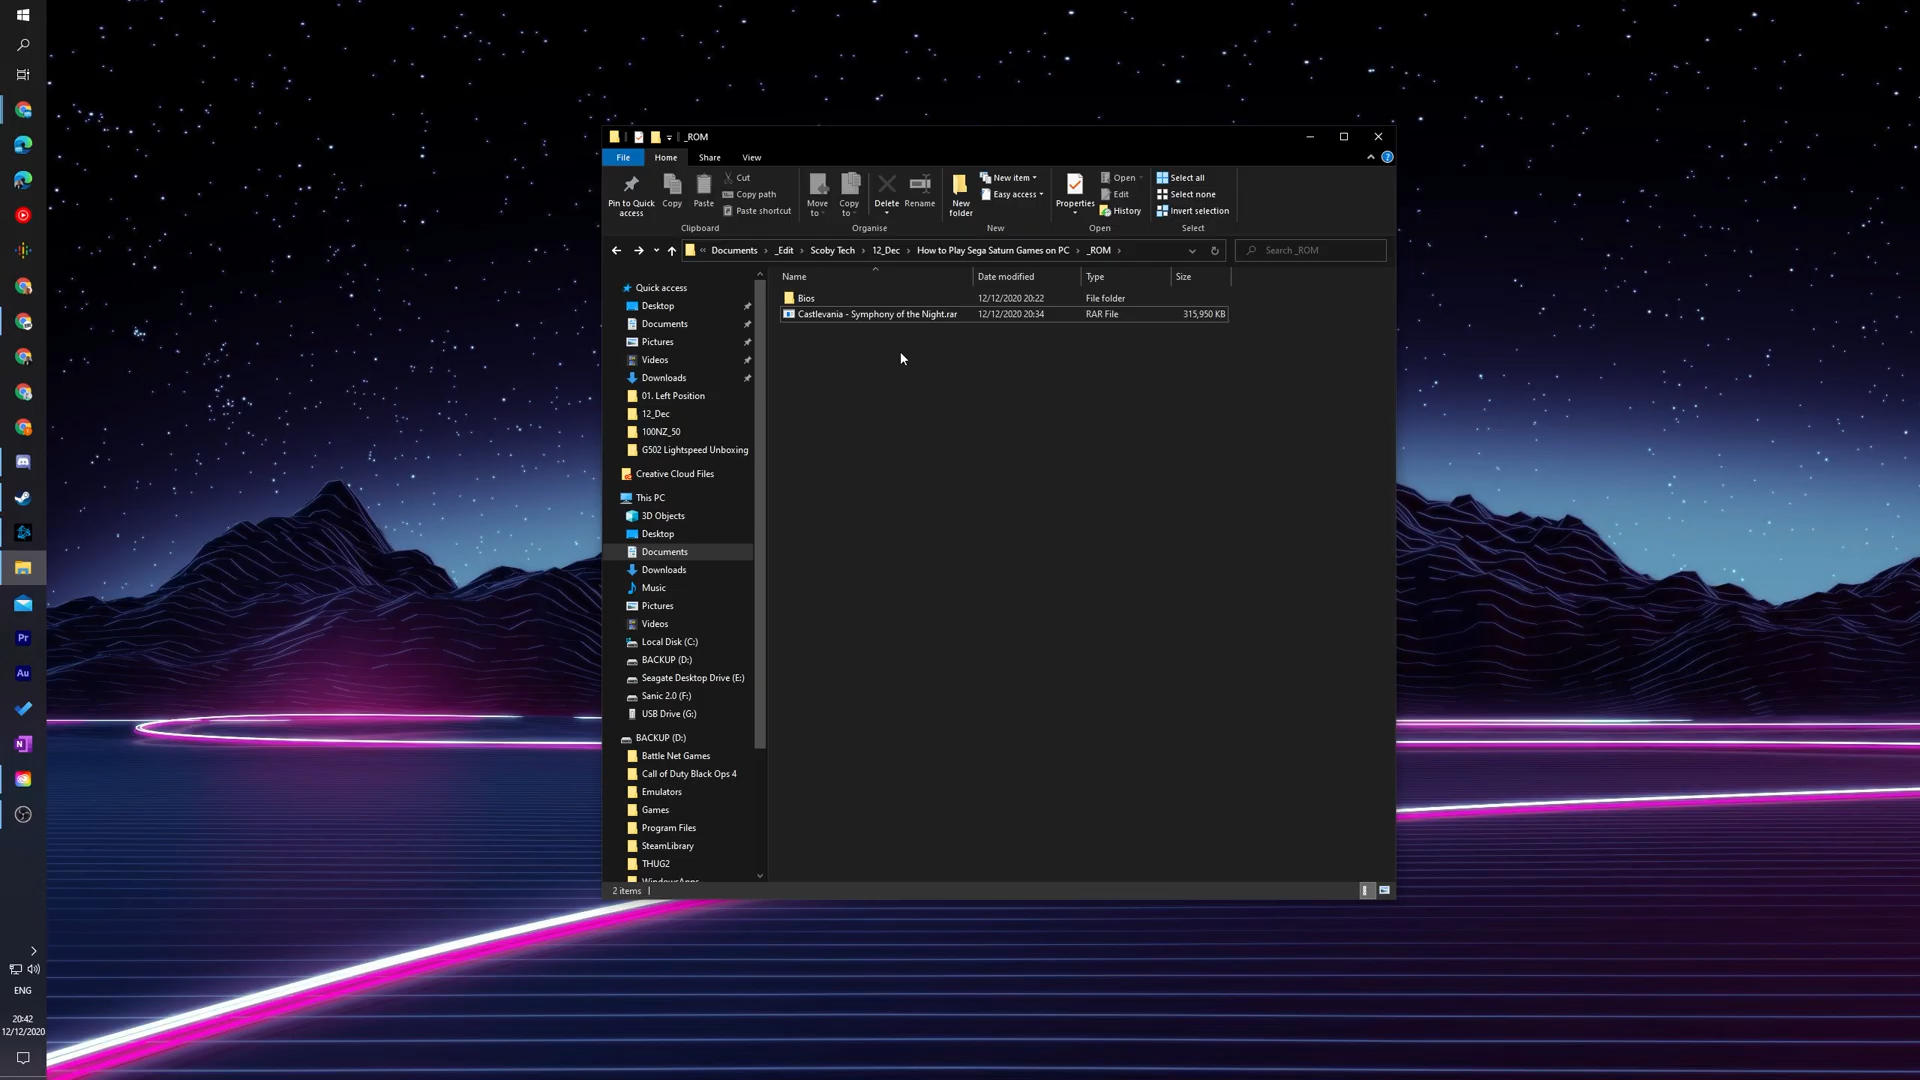 _ROM
File Home Share View
Pin to Quick access
Copy
Paste
Cut
Copy path
Paste shortcut
Move to
Copy to
Delete
Rename
New folder
New item
Easy access
Properties
Open
Edit
History
Select all
Select none
Invert selection
Clipboard Organise New Open Select
« Documents › _Edit › Scoby Tech › 12_Dec › How to Play Sega Saturn Games on PC › _ROM ›
Search _ROM
Name Date modified Type Size
Bios 12/12/2020 20:22 File folder
Castlevania - Symphony of the Night.rar 12/12/2020 20:34 RAR File 315,950 KB
Quick access
Desktop
Documents
Pictures
Videos
Downloads
01. Left Position
12_Dec
100NZ_50
G502 Lightspeed Unboxing
Creative Cloud Files
This PC
3D Objects
Desktop
Documents
Downloads
Music
Pictures
Videos
Local Disk (C:)
BACKUP (D:)
Seagate Desktop Drive (E:)
Sanic 2.0 (F:)
USB Drive (G:)
BACKUP (D:)
Battle Net Games
Call of Duty Black Ops 4
Emulators
Games
Program Files
SteamLibrary
THUG2
WindowsApps
2 items
Pr
Au
N
ENG
20:42
12/12/2020